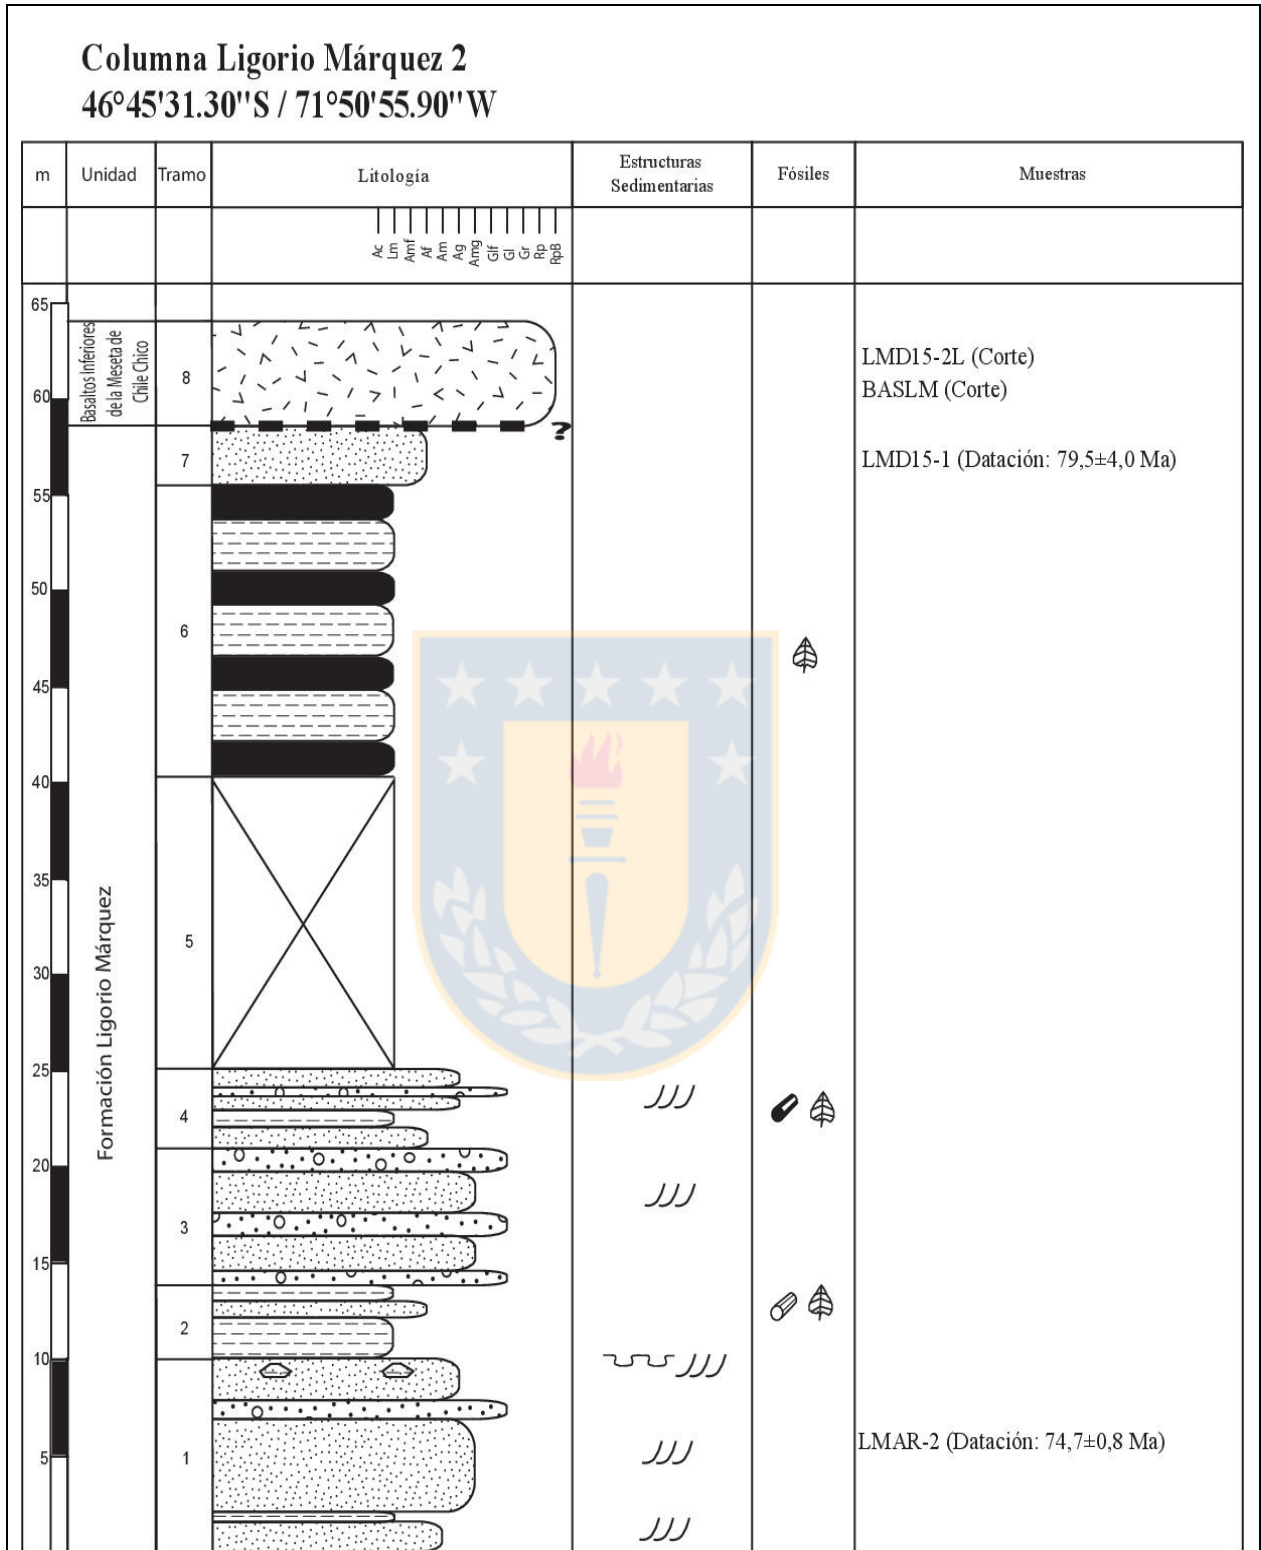 Columna Ligorio Márquez 2
46°45'31.30"S / 71°50'55.90"W
m
Unidad
Tramo
Litología
Estructuras
Sedimentarias
Fósiles
Muestras
Ac
Lm
Amf
Af
Am
Ag
Amg
Glf
Gl
Gr
Rp
RpB
65
Basaltos Inferiores
de la Meseta de
Chile Chico
8
LMD15-2L (Corte)
60
BASLM (Corte)
?
7
LMD15-1 (Datación: 79,5±4,0 Ma)
55
50
6
45
40
35
Formación Ligorio Márquez
5
30
25
4
20
3
15
2
10
5
1
LMAR-2 (Datación: 74,7±0,8 Ma)